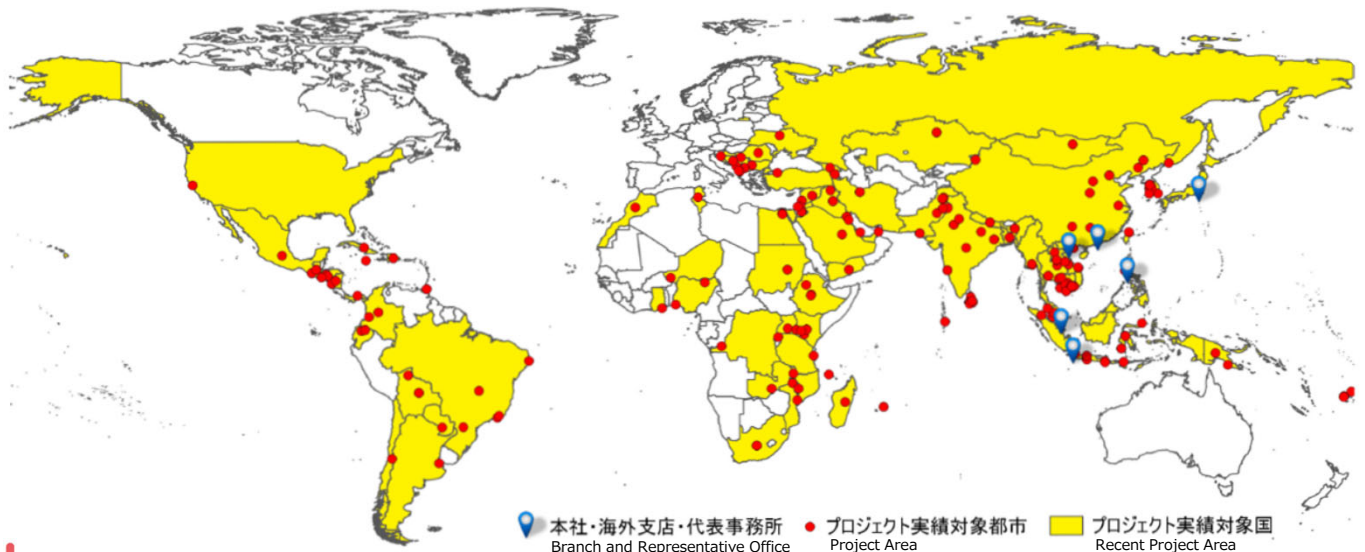 本社・海外支店・代表事務所
Branch and Representative Office
プロジェクト実績対象都市
Project Area
プロジェクト実績対象国
Recent Project Area